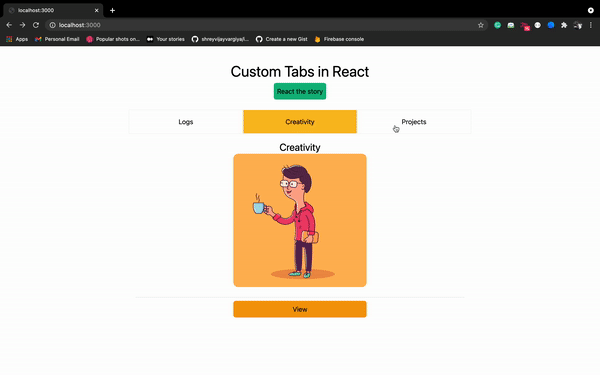 localhost:3000
localhost:3000
Apps
Personal Email
Popular shots on...
Your stories
shreyvijayvargiya/i...
Create a new Gist
Firebase console
Custom Tabs in React
React the story
Logs
Creativity
Projects
Creativity
View